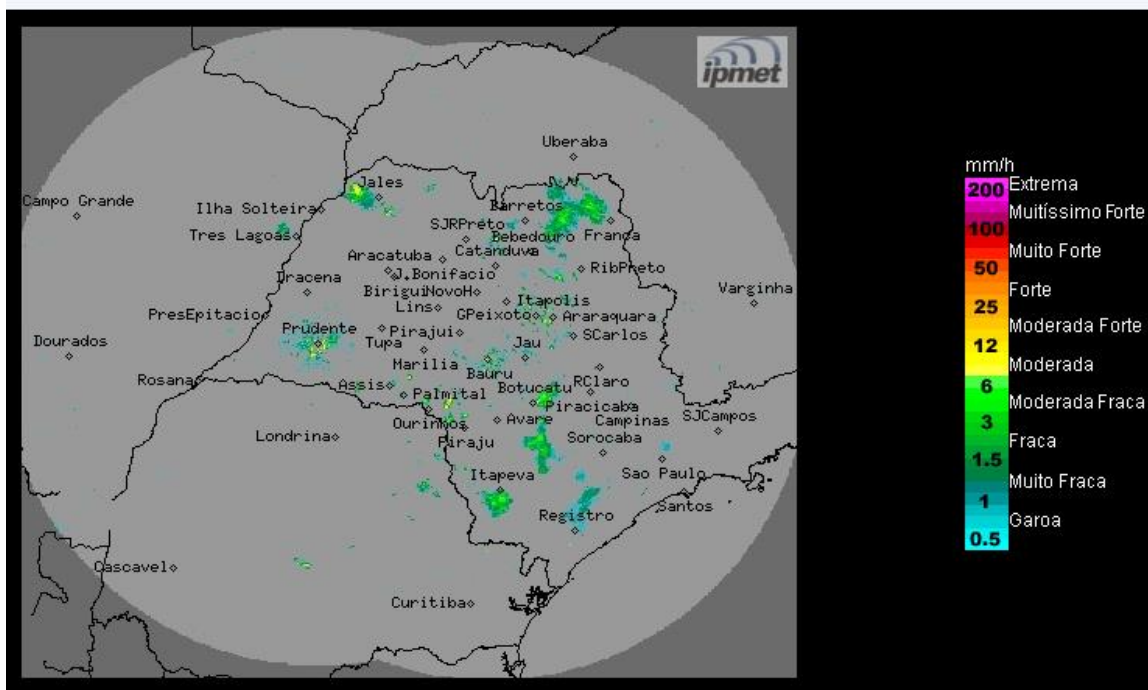 ipmet
Uberaba
Jales
Campo Grande
Ilha Solteira
Barretos
SJRPreto
Tres Lagoas
Bebedouro Franca
Catanduva
Aracatuba
RibPreto
J.Bonifacio
Dracena
BiriguiNovoH
Varginha
Itapolis
Lins
PresEpitacio
GPeixoto
Araraquara
Prudente
Pirajui
SCarlos
Dourados
Tupa
Jau
Marilia
Bauru
RClaro
Rosana
Assis
Botucatu
Palmital
Piracicaba
SJCampos
Ourinhos
Avare
Campinas
Londrina
Piraju
Sorocaba
Itapeva
Sao Paulo
Registro
Santos
Cascavel
Curitiba
mm/h
200 Extrema
Muitíssimo Forte
100
Muito Forte
50
Forte
25
Moderada Forte
12
Moderada
6
Moderada Fraca
3
Fraca
1.5
Muito Fraca
1
Garoa
0.5